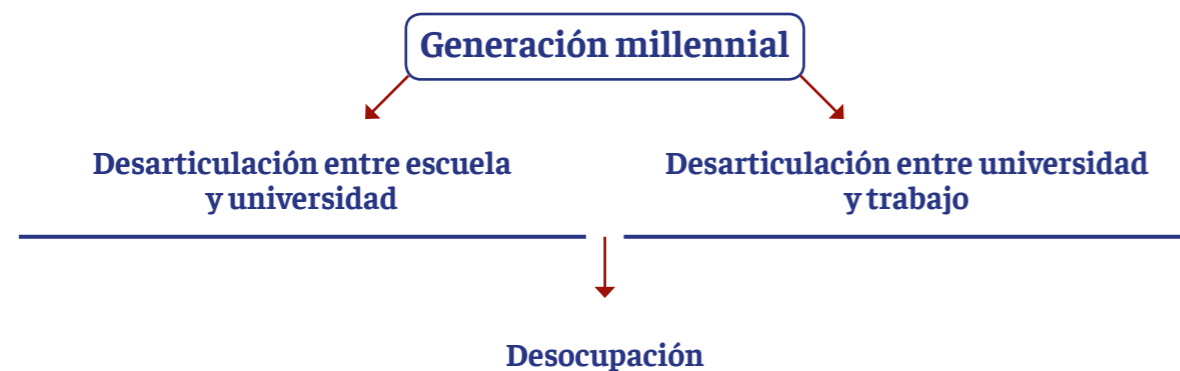 Generación millennial
Desarticulación entre escuela
y universidad
Desarticulación entre universidad
y trabajo
Desocupación